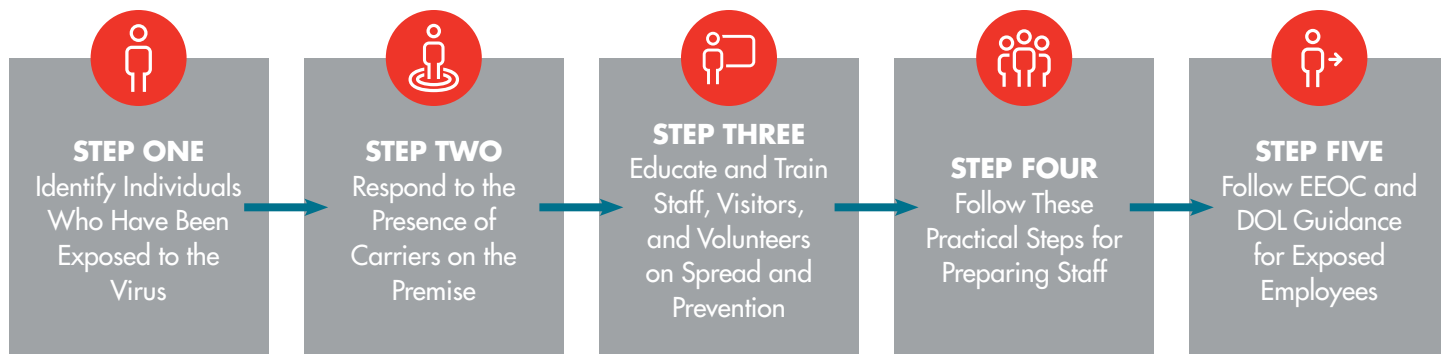 STEP ONE
Identify Individuals
Who Have Been
Exposed to the
Virus
STEP TWO
Respond to the
Presence of
Carriers on the
Premise
STEP THREE
Educate and Train
Staff, Visitors,
and Volunteers
on Spread and
Prevention
STEP FOUR
Follow These
Practical Steps for
Preparing Staff
STEP FIVE
Follow EEOC and
DOL Guidance
for Exposed
Employees